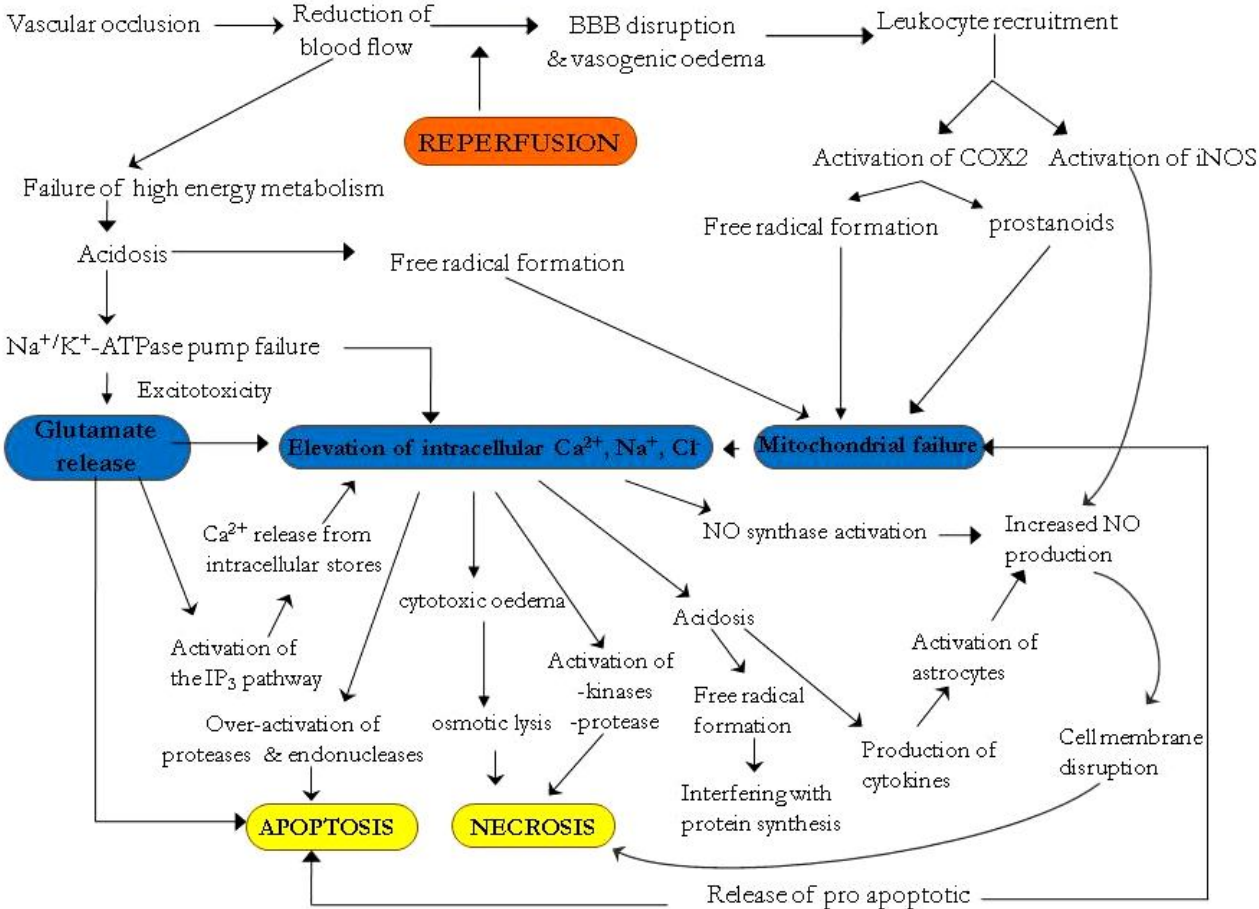 Vascular occlusion
Reduction of
blood flow
BBB disruption
& vasogenic oedema
Leukocyte recruitment
REPERFUSION
Activation of COX2
Activation of iNOS
Failure of high energy metabolism
Free radical formation
prostanoids
Acidosis
Free radical formation
Na⁺/K⁺-ATPase pump failure
Excitotoxicity
Glutamate
release
Elevation of intracellular Ca²⁺, Na⁺, Cl⁻
Mitochondrial failure
Ca²⁺ release from
intracellular stores
NO synthase activation
Increased NO
production
cytotoxic oedema
Acidosis
Activation of
the IP₃ pathway
Activation of
-kinases
-protease
Activation of
astrocytes
Free radical
formation
Over-activation of
proteases & endonucleases
osmotic lysis
Production of
cytokines
Cell membrane
disruption
Interfering with
protein synthesis
APOPTOSIS
NECROSIS
Release of pro apoptotic